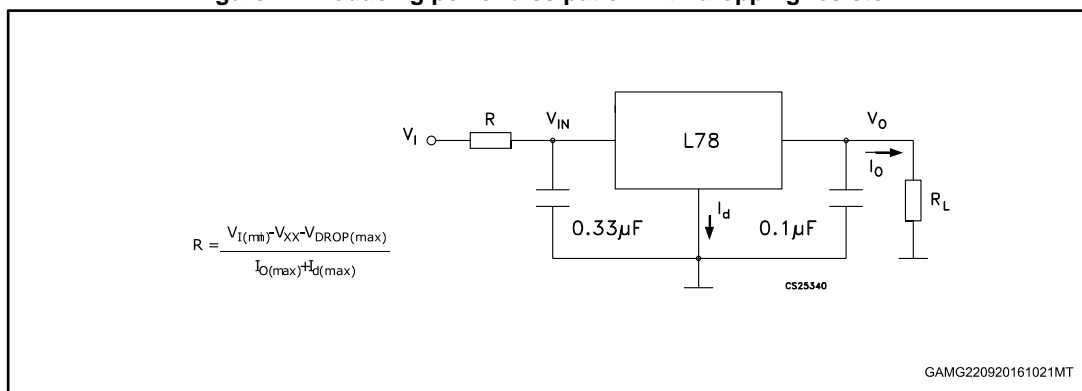 R
V_IN
V_O
V_I
L78
I_O
R_L
I_d
0.33µF
0.1µF
R = V_I(min)-V_XX-V_DROP(max)
I_O(max)+I_d(max)
CS25340
GAMG220920161021MT